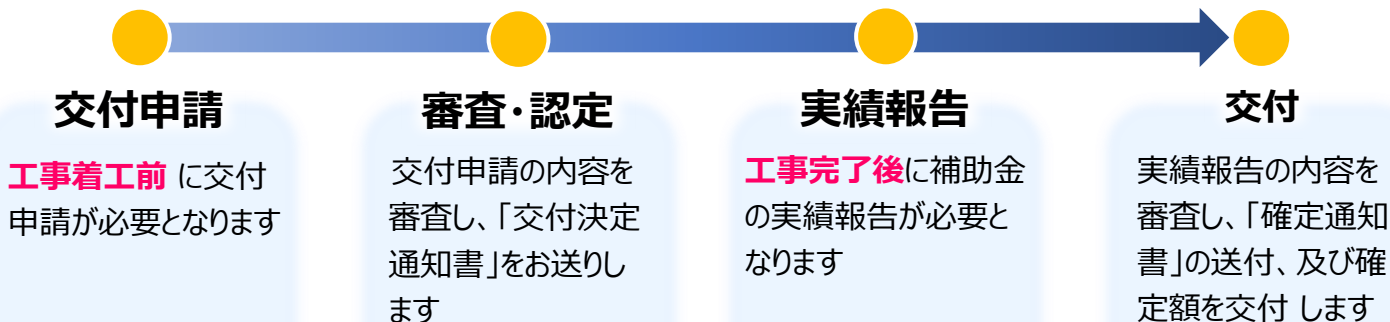 交付申請
工事着工前 に交付
申請が必要となります
審査・認定
交付申請の内容を
審査し、「交付決定
通知書」をお送りし
ます
実績報告
工事完了後に補助金
の実績報告が必要と
なります
交付
実績報告の内容を
審査し、「確定通知
書」の送付、及び確
定額を交付 します